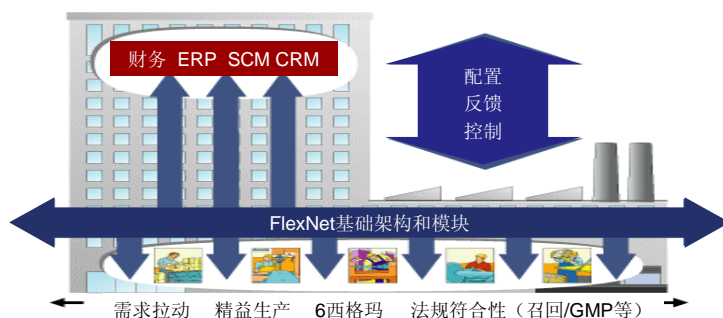 财务 ERP SCM CRM
配置
反馈
控制
FlexNet基础架构和模块
需求拉动 精益生产 6西格玛 法规符合性（召回/GMP等）